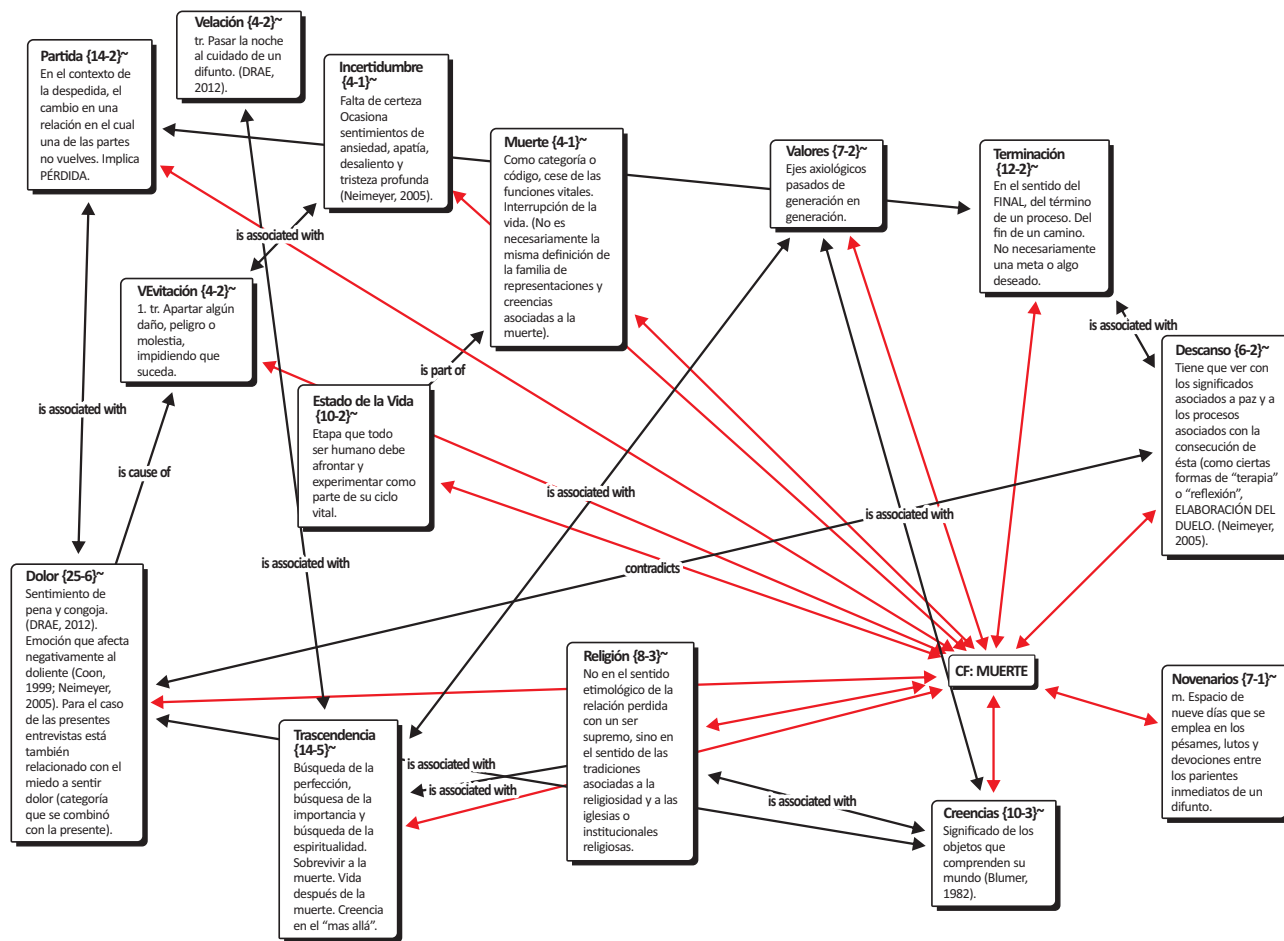 Velación {4-2}~
tr. Pasar la noche
al cuidado de un
difunto. (DRAE,
2012).
Partida {14-2}~
En el contexto de
la despedida, el
cambio en una
relación en el cual
una de las partes
no vuelves. Implica
PÉRDIDA.
Incertidumbre
{4-1}~
Falta de certeza
Ocasiona
sentimientos de
ansiedad, apatía,
desaliento y
tristeza profunda
(Neimeyer, 2005).
Muerte {4-1}~
Como categoría o
código, cese de las
funciones vitales.
Interrupción de la
vida. (No es
necesariamente la
misma definición de
la familia de
representaciones y
creencias
asociadas a la
muerte).
Valores {7-2}~
Ejes axiológicos
pasados de
generación en
generación.
Terminación
{12-2}~
En el sentido del
FINAL, del término
de un proceso. Del
fin de un camino.
No necesariamente
una meta o algo
deseado.
is associated with
VEvitación {4-2}~
1. tr. Apartar algún
daño, peligro o
molestia,
impidiendo que
suceda.
is associated with
Descanso {6-2}~
Tiene que ver con
los significados
asociados a paz y a
los procesos
asociados con la
consecución de
ésta (como ciertas
formas de “terapia”
o “reflexión”,
ELABORACIÓN DEL
DUELO. (Neimeyer,
2005).
is part of
Estado de la Vida
{10-2}~
Etapa que todo
ser humano debe
afrontar y
experimentar como
parte de su ciclo
vital.
is associated with
is cause of
is associated with
is associated with
is associated with
contradicts
Dolor {25-6}~
Sentimiento de
pena y congoja.
(DRAE, 2012).
Emoción que afecta
negativamente al
doliente (Coon,
1999; Neimeyer,
2005). Para el caso
de las presentes
entrevistas está
también
relacionado con el
miedo a sentir
dolor (categoría
que se combinó
con la presente).
Religión {8-3}~
No en el sentido
etimológico de la
relación perdida
con un ser
supremo, sino en
el sentido de las
tradiciones
asociadas a la
religiosidad y a las
iglesias o
institucionales
religiosas.
CF: MUERTE
Novenarios {7-1}~
m. Espacio de
nueve días que se
emplea en los
pésames, lutos y
devociones entre
los parientes
inmediatos de un
difunto.
Trascendencia
{14-5}~
Búsqueda de la
perfección,
búsquesa de la
importancia y
búsqueda de la
espiritualidad.
Sobrevivir a la
muerte. Vida
después de la
muerte. Creencia
en el “mas allá”.
is associated with
is associated with
is associated with
Creencias {10-3}~
Significado de los
objetos que
comprenden su
mundo (Blumer,
1982).